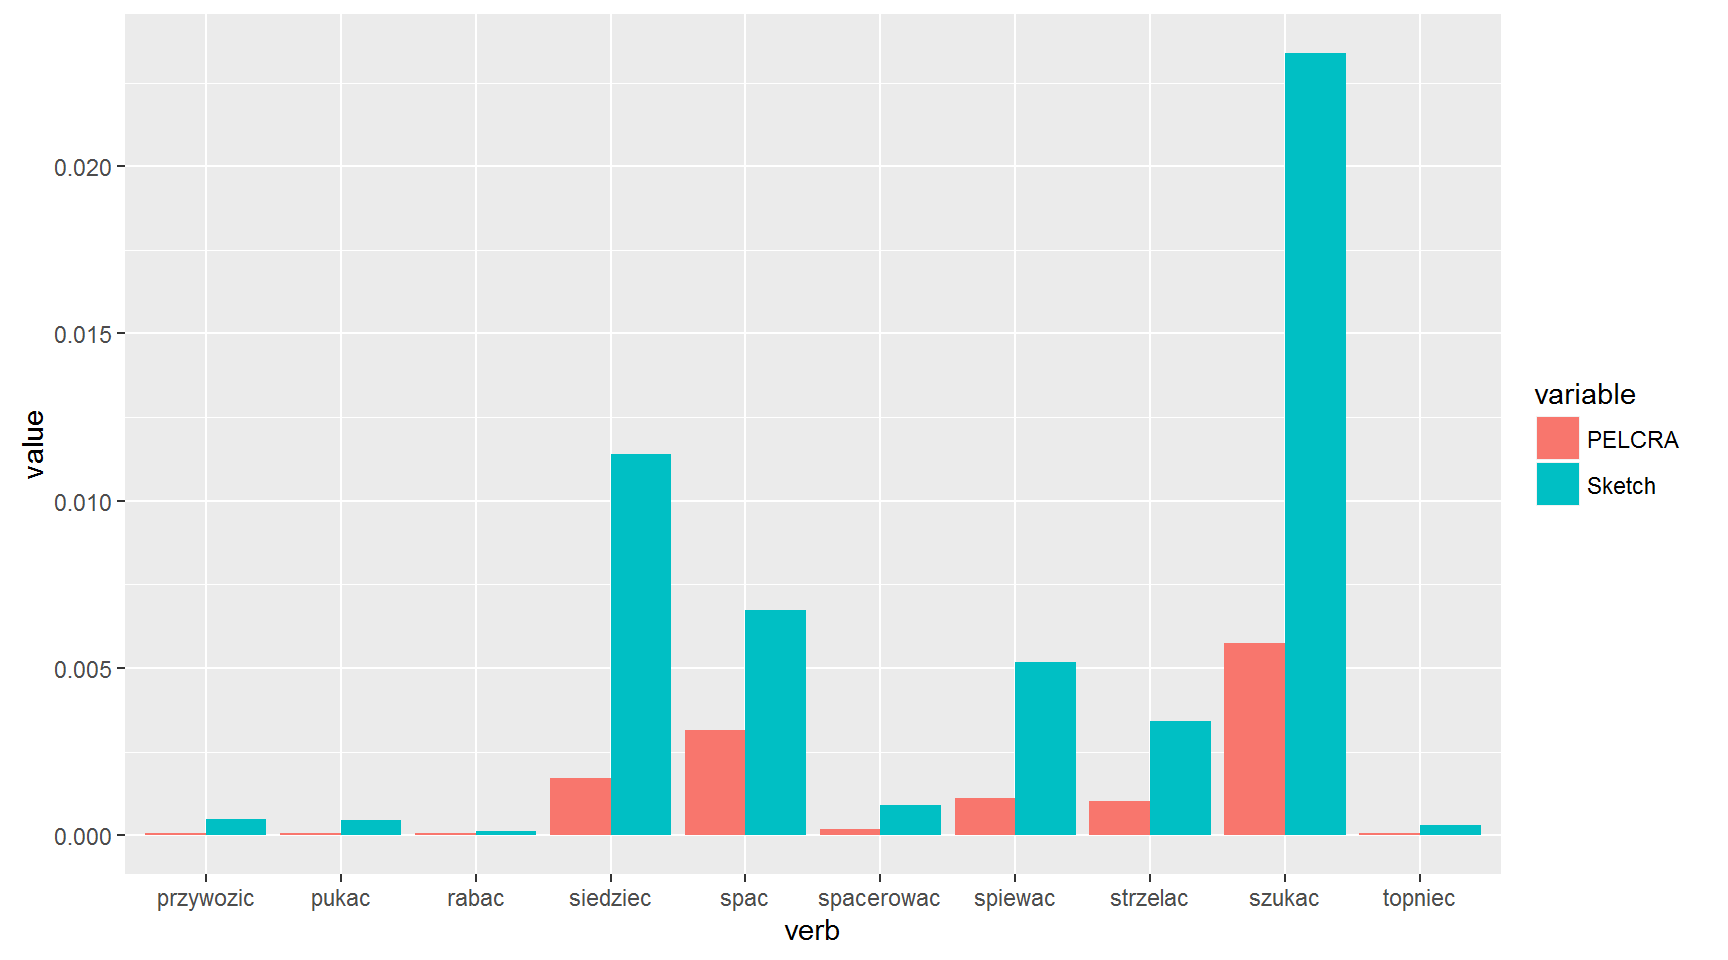 0.020
0.015
0.010
0.005
0.000
value
przywozic pukac rabac siedziec spac spacerowac spiewac strzelac szukac topniec
verb
variable
PELCRA
Sketch